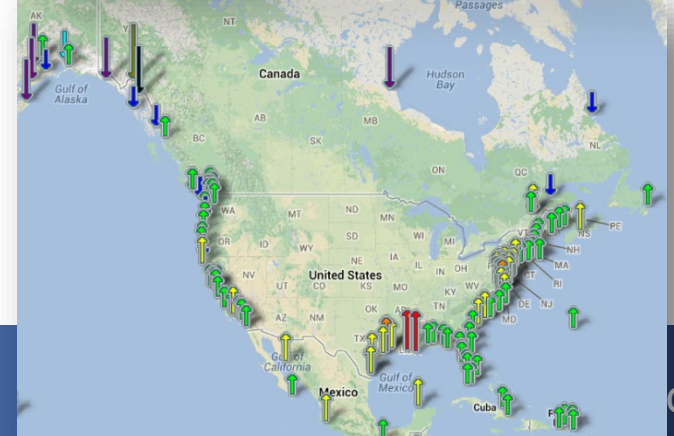 Passages
AK
Y
NT
Canada
Hudson
Bay
Gulf of
Alaska
AB
MB
BC
SK
NL
ON
QC
PE
NS
WA
MT
ND
MN
VT
NH
OR
ID
WY
SD
WI
MI
MA
NE
IA
CT
RI
NV
UT
United States
IL
IN
OH
CO
KS
MO
WV
DE
NJ
KY
MD
AZ
NM
OK
TN
TX
Gulf of
California
Mexico
Gulf of
Mexico
Cuba